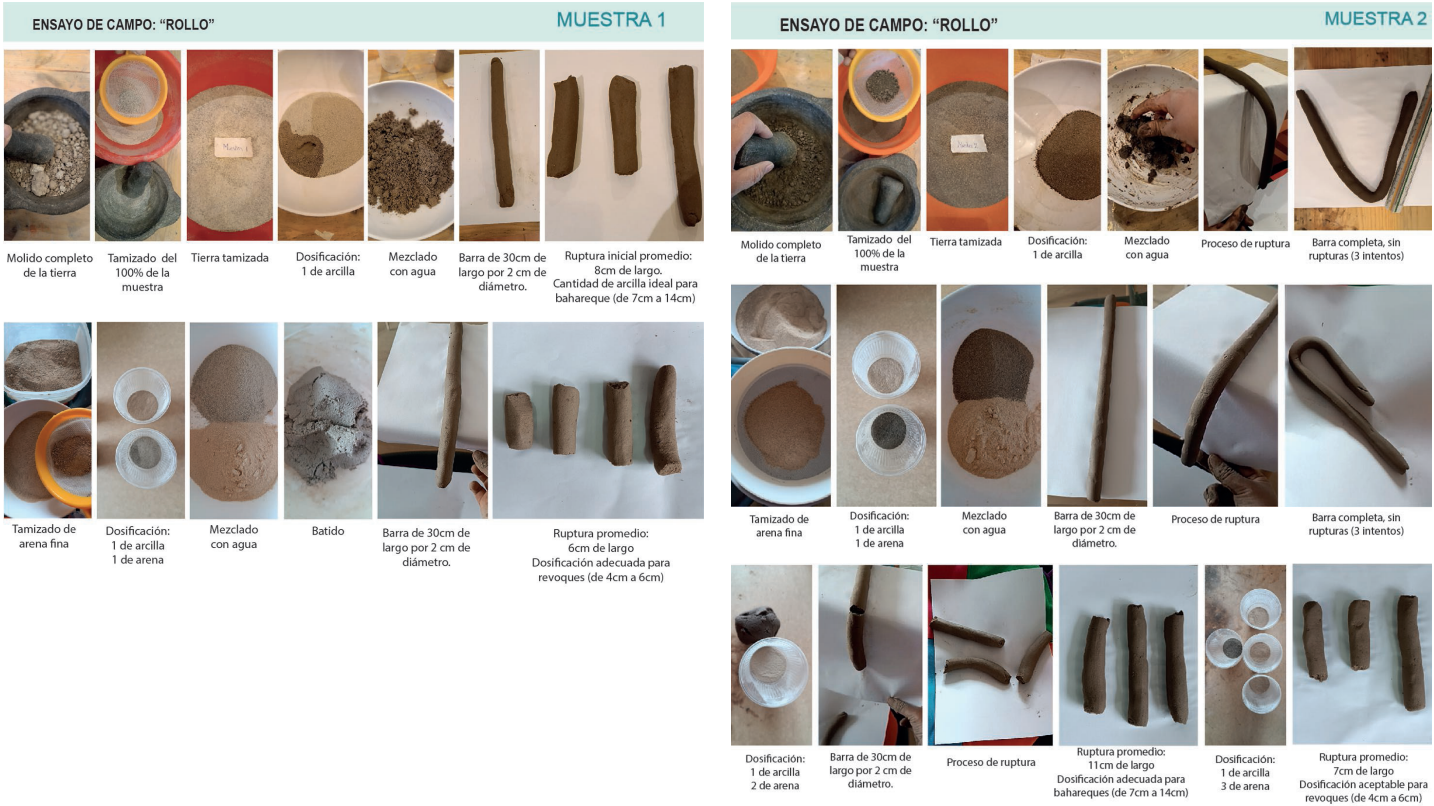 ENSAYO DE CAMPO: “ROLLO”
MUESTRA 1
Muestra 1
Molido completo
de la tierra
Tamizado del
100% de la
muestra
Tierra tamizada
Dosificación:
1 de arcilla
Mezclado
con agua
Barra de 30cm de
largo por 2 cm de
diámetro.
Ruptura inicial promedio:
8cm de largo.
Cantidad de arcilla ideal para
bahareque (de 7cm a 14cm)
Tamizado de
arena fina
Dosificación:
1 de arcilla
1 de arena
Mezclado
con agua
Batido
Barra de 30cm de
largo por 2 cm de
diámetro.
Ruptura promedio:
6cm de largo
Dosificación adecuada para
revoques (de 4cm a 6cm)
ENSAYO DE CAMPO: “ROLLO”
MUESTRA 2
Molido completo
de la tierra
Tamizado del
100% de la
muestra
Tierra tamizada
Dosificación:
1 de arcilla
Mezclado
con agua
Proceso de ruptura
Barra completa, sin
rupturas (3 intentos)
Tamizado de
arena fina
Dosificación:
1 de arcilla
1 de arena
Mezclado
con agua
Barra de 30cm de
largo por 2 cm de
diámetro.
Proceso de ruptura
Barra completa, sin
rupturas (3 intentos)
Dosificación:
1 de arcilla
2 de arena
Barra de 30cm de
largo por 2 cm de
diámetro.
Proceso de ruptura
Ruptura promedio:
11cm de largo
Dosificación adecuada para
bahareques (de 7cm a 14cm)
Dosificación:
1 de arcilla
3 de arena
Ruptura promedio:
7cm de largo
Dosificación aceptable para
revoques (de 4cm a 6cm)